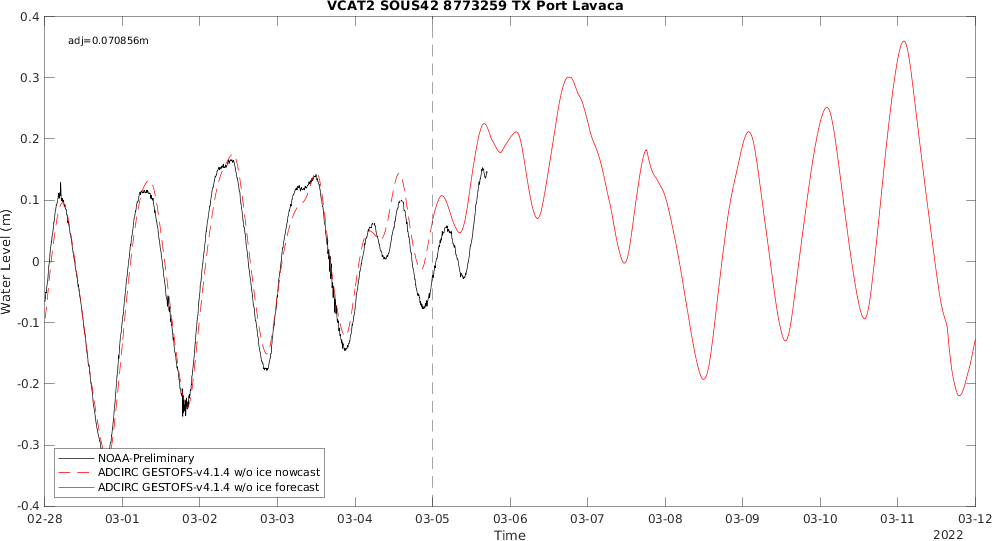 VCAT2 SOUS42 8773259 TX Port Lavaca
adj=0.070856m
0.4
0.3
0.2
0.1
0
-0.1
-0.2
-0.3
-0.4
Water Level (m)
NOAA-Preliminary
ADCIRC GESTOFS-v4.1.4 w/o ice nowcast
ADCIRC GESTOFS-v4.1.4 w/o ice forecast
02-28 03-01 03-02 03-03 03-04 03-05 03-06 03-07 03-08 03-09 03-10 03-11 03-12
Time
2022